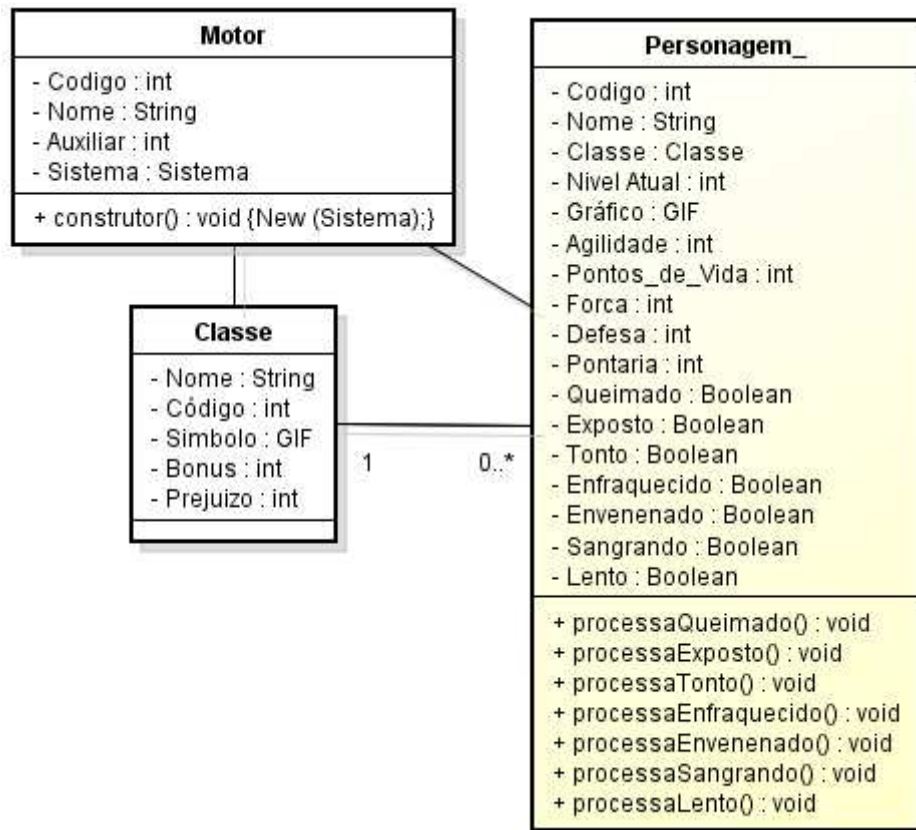 Motor
- Codigo : int
- Nome : String
- Auxiliar : int
- Sistema : Sistema
+ construtor() : void {New (Sistema);}
Classe
- Nome : String
- Código : int
- Simbolo : GIF
- Bonus : int
- Prejuizo : int
1
0..*
Personagem_
- Codigo : int
- Nome : String
- Classe : Classe
- Nivel Atual : int
- Gráfico : GIF
- Agilidade : int
- Pontos_de_Vida : int
- Forca : int
- Defesa : int
- Pontaria : int
- Queimado : Boolean
- Exposto : Boolean
- Tonto : Boolean
- Enfraquecido : Boolean
- Envenenado : Boolean
- Sangrando : Boolean
- Lento : Boolean
+ processaQueimado() : void
+ processaExposto() : void
+ processaTonto() : void
+ processaEnfraquecido() : void
+ processaEnvenenado() : void
+ processaSangrando() : void
+ processaLento() : void